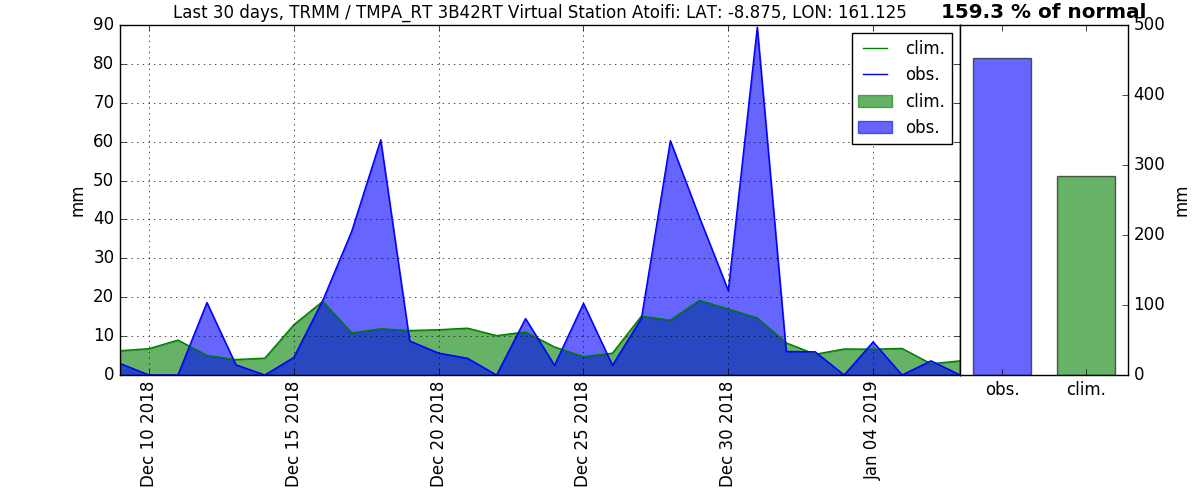 Last 30 days, TRMM / TMPA_RT 3B42RT Virtual Station Atoifi: LAT: -8.875, LON: 161.125
159.3 % of normal
90
80
70
60
50
40
30
20
10
0
mm
clim.
obs.
clim.
obs.
Dec 10 2018
Dec 15 2018
Dec 20 2018
Dec 25 2018
Dec 30 2018
Jan 04 2019
500
400
300
200
100
0
mm
obs.
clim.